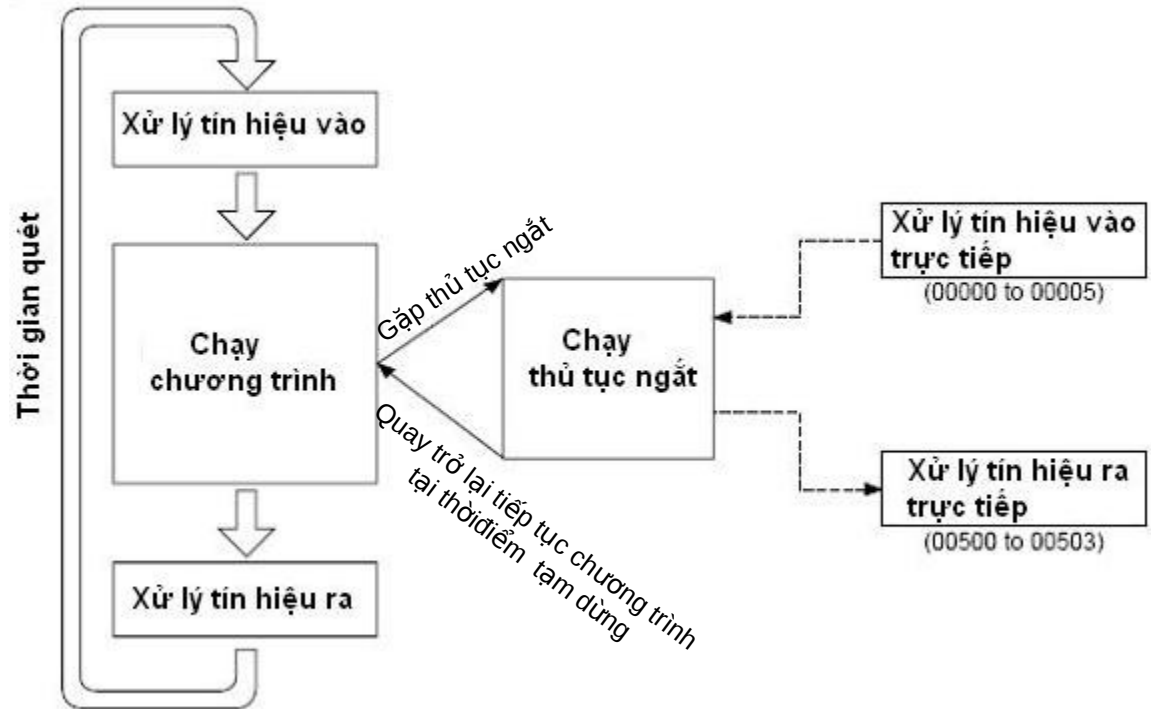 Xử lý tín hiệu vào
Thời gian quét
Chạy
chương trình
Xử lý tín hiệu ra
Gặp thủ tục ngắt
Quay trở lại tiếp tục chương trình
tại thờiđiểm tạm dừng
Chạy
thủ tục ngắt
Xử lý tín hiệu vào
trực tiếp
(00000 to 00005)
Xử lý tín hiệu ra
trực tiếp
(00500 to 00503)